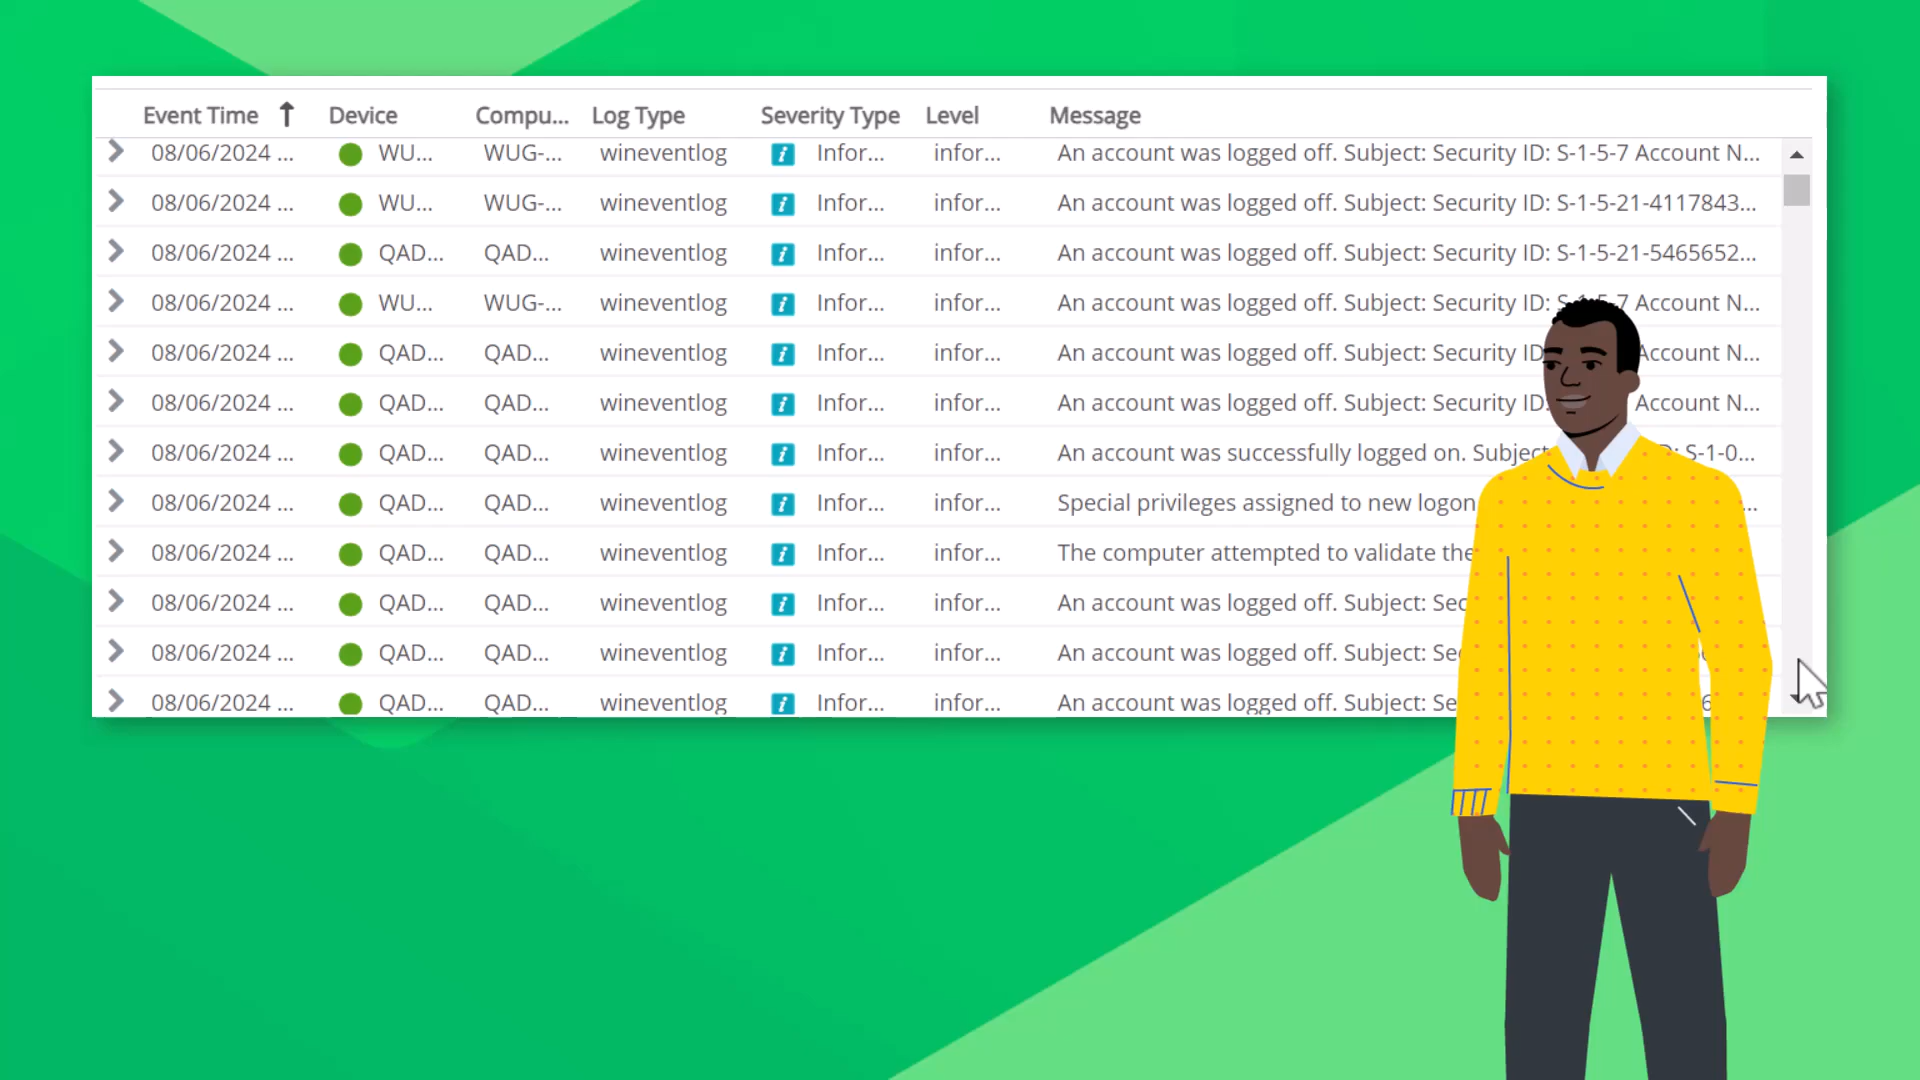 Event Time Device Compu... Log Type Severity Type Level Message
08/06/2024 ... WU... WUG-... wineventlog i Infor... infor... An account was logged off. Subject: Security ID: S-1-5-7 Account N...
08/06/2024 ... WU... WUG-... wineventlog i Infor... infor... An account was logged off. Subject: Security ID: S-1-5-21-4117843...
08/06/2024 ... QAD... QAD... wineventlog i Infor... infor... An account was logged off. Subject: Security ID: S-1-5-21-5465652...
08/06/2024 ... WU... WUG-... wineventlog i Infor... infor... An account was logged off. Subject: Security ID: S-1-5-7 Account N...
08/06/2024 ... QAD... QAD... wineventlog i Infor... infor... An account was logged off. Subject: Security ID Account N...
08/06/2024 ... QAD... QAD... wineventlog i Infor... infor... An account was logged off. Subject: Security ID: Account N...
08/06/2024 ... QAD... QAD... wineventlog i Infor... infor... An account was successfully logged on. Subject S-1-0...
08/06/2024 ... QAD... QAD... wineventlog i Infor... infor... Special privileges assigned to new logon ...
08/06/2024 ... QAD... QAD... wineventlog i Infor... infor... The computer attempted to validate the
08/06/2024 ... QAD... QAD... wineventlog i Infor... infor... An account was logged off. Subject:
08/06/2024 ... QAD... QAD... wineventlog i Infor... infor... An account was logged off. Subject:
08/06/2024 ... QAD... QAD... wineventlog i Infor... infor... An account was logged off. Subject: